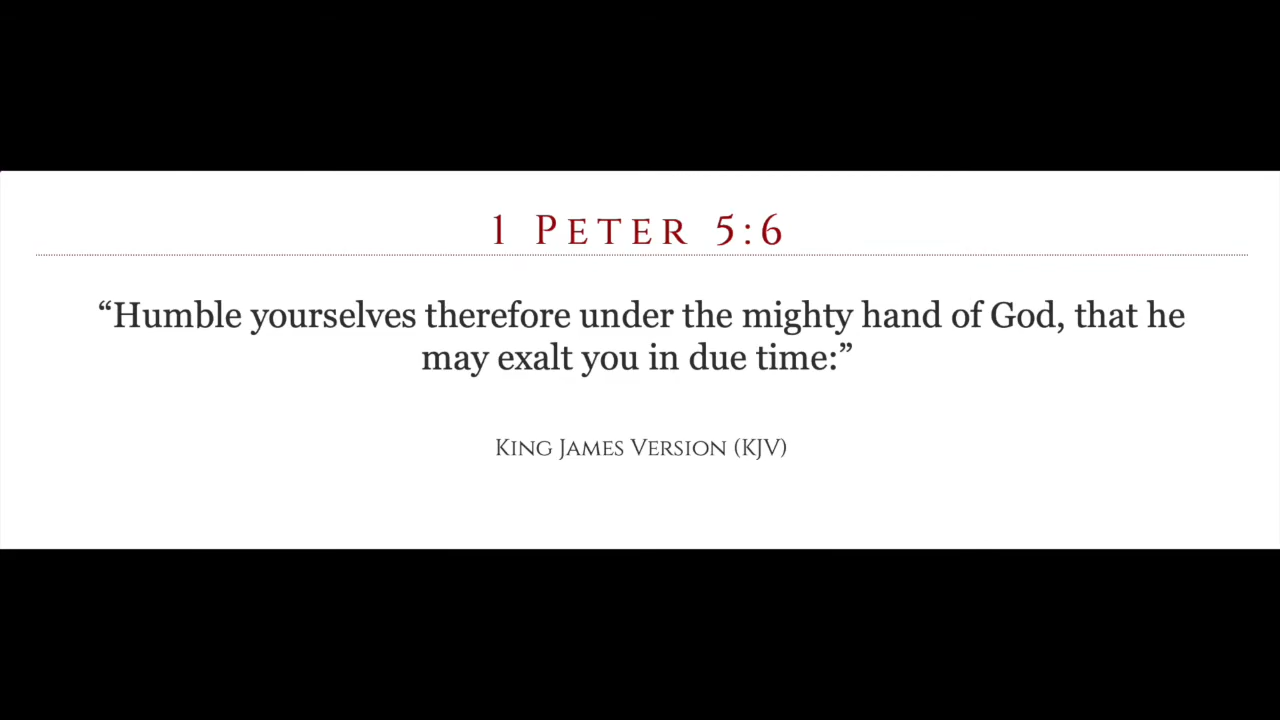 1 Peter 5:6
“Humble yourselves therefore under the mighty hand of God, that he
may exalt you in due time:”
King James Version (KJV)